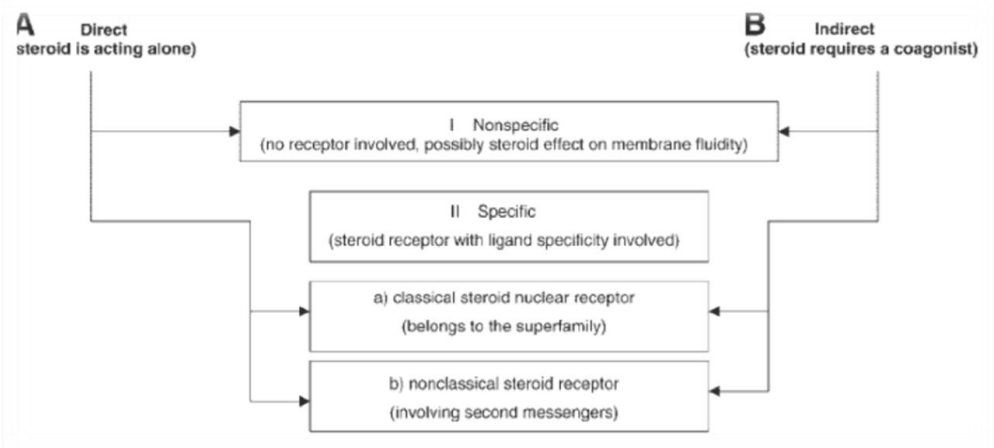 A
Direct
steroid is acting alone)
B
Indirect
(steroid requires a coagonist)
I Nonspecific
(no receptor involved, possibly steroid effect on membrane fluidity)
II Specific
(steroid receptor with ligand specificity involved)
a) classical steroid nuclear receptor
(belongs to the superfamily)
b) nonclassical steroid receptor
(involving second messengers)